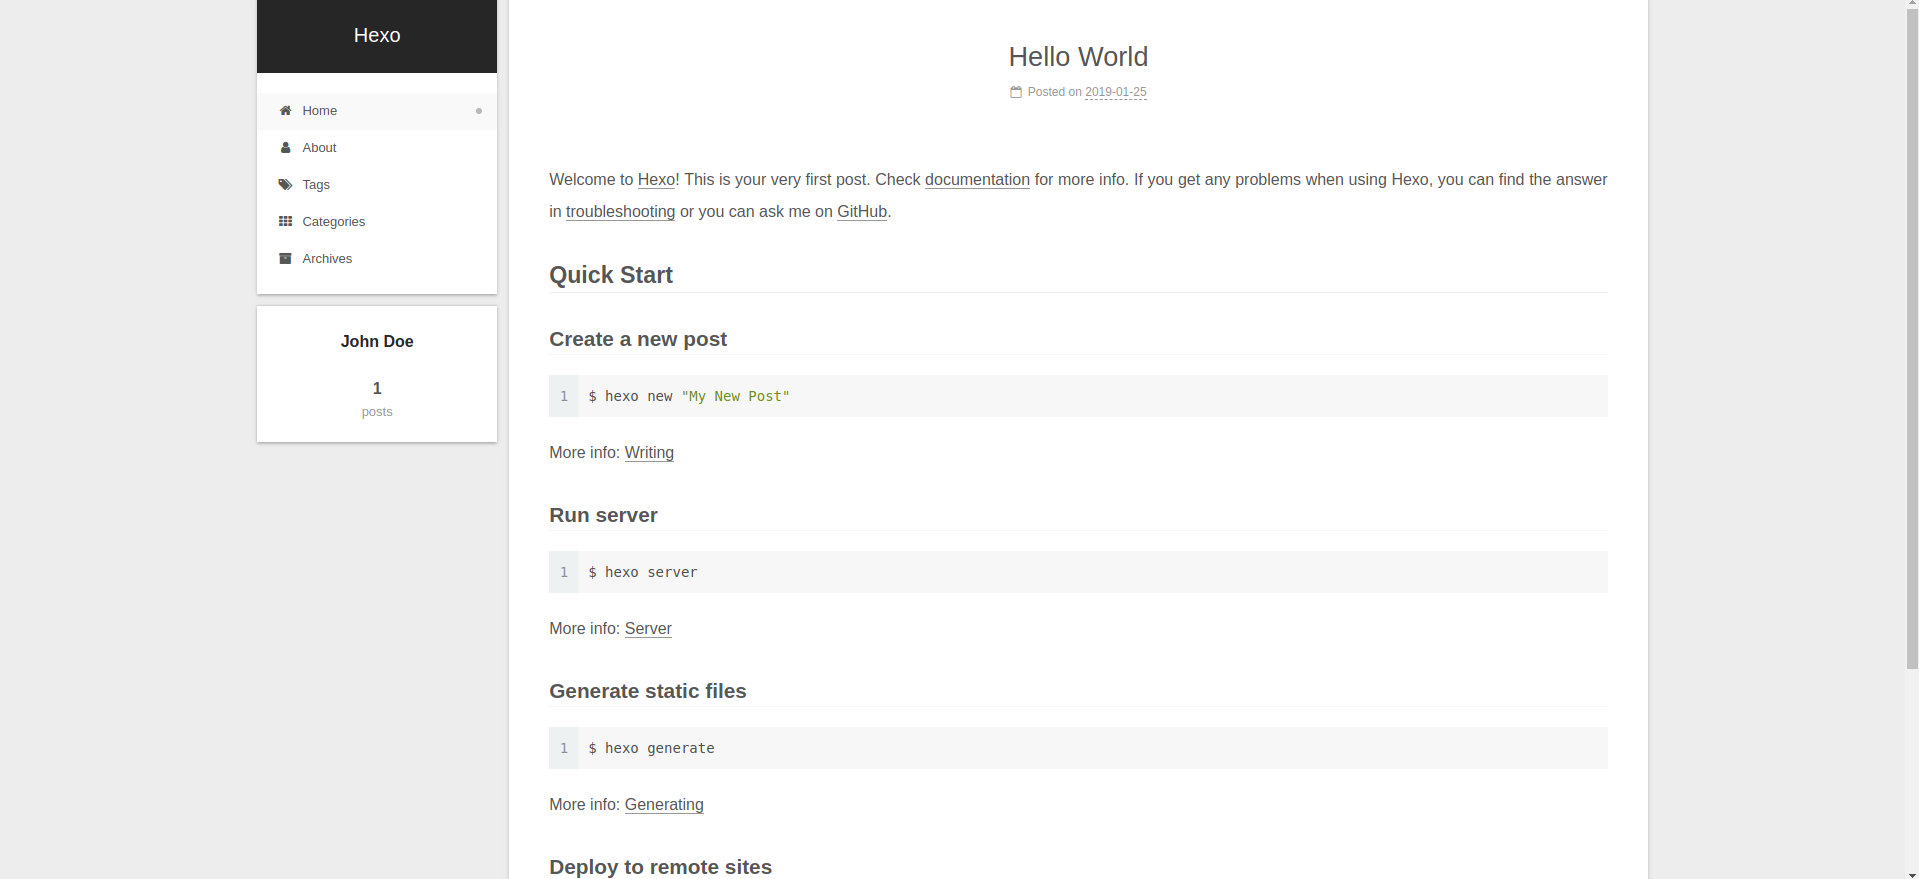 Hexo
Home
About
Tags
Categories
Archives
John Doe
1
posts
Hello World
Posted on 2019-01-25
Welcome to Hexo! This is your very first post. Check documentation for more info. If you get any problems when using Hexo, you can find the answer
in troubleshooting or you can ask me on GitHub.
Quick Start
Create a new post
1 $ hexo new "My New Post"
More info: Writing
Run server
1 $ hexo server
More info: Server
Generate static files
1 $ hexo generate
More info: Generating
Deploy to remote sites